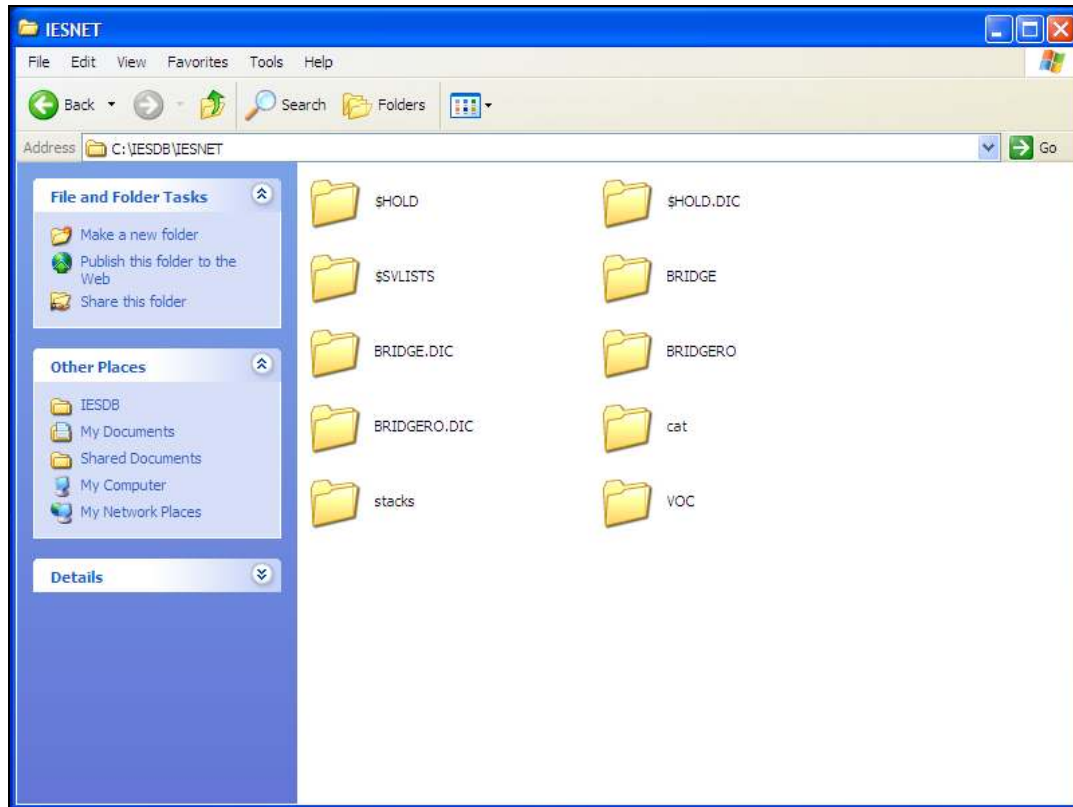 IESNET
File Edit View Favorites Tools Help
Back Search Folders
Address C:\IESDB\IESNET Go
File and Folder Tasks
Make a new folder
Publish this folder to the
Web
Share this folder
Other Places
IESDB
My Documents
Shared Documents
My Computer
My Network Places
Details
$HOLD $HOLD.DIC
$SVLISTS BRIDGE
BRIDGE.DIC BRIDGERO
BRIDGERO.DIC cat
stacks VOC